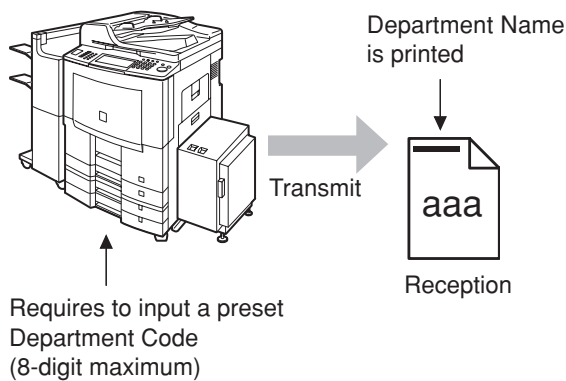 Department Name
is printed
Transmit
aaa
Reception
Requires to input a preset
Department Code
(8-digit maximum)